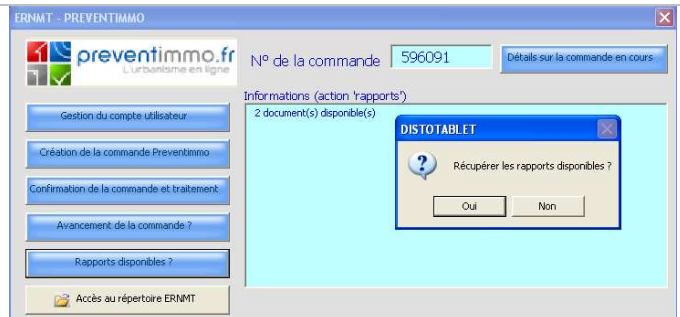 ERNMT - PREVENTIMMO
preventimmo.fr
L'urbanisme en ligne
N° de la commande
596091
Détails sur la commande en cours
Informations (action 'rapports')
2 document(s) disponible(s)
Gestion du compte utilisateur
Création de la commande Preventimmo
Confirmation de la commande et traitement
Avancement de la commande ?
Rapports disponibles ?
Accès au répertoire ERNMT
DISTOTABLET
Récupérer les rapports disponibles ?
Oui
Non